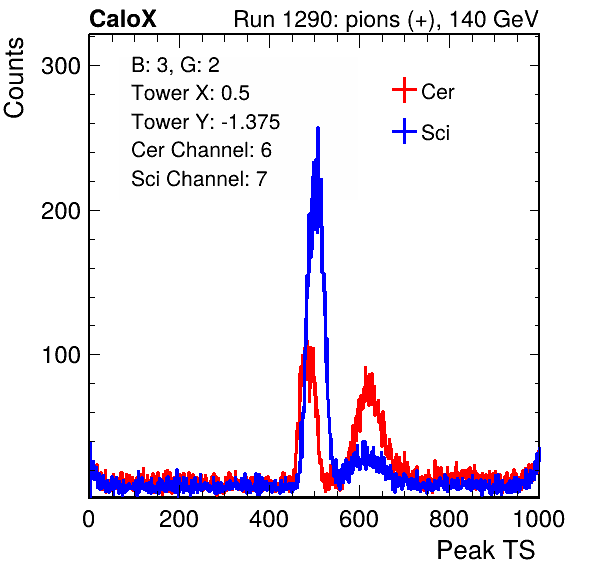 CaloX Run 1290: pions (+), 140 GeV
Counts
300
200
100
B: 3, G: 2
Tower X: 0.5
Tower Y: -1.375
Cer Channel: 6
Sci Channel: 7
Cer
Sci
0 200 400 600 800 1000
Peak TS